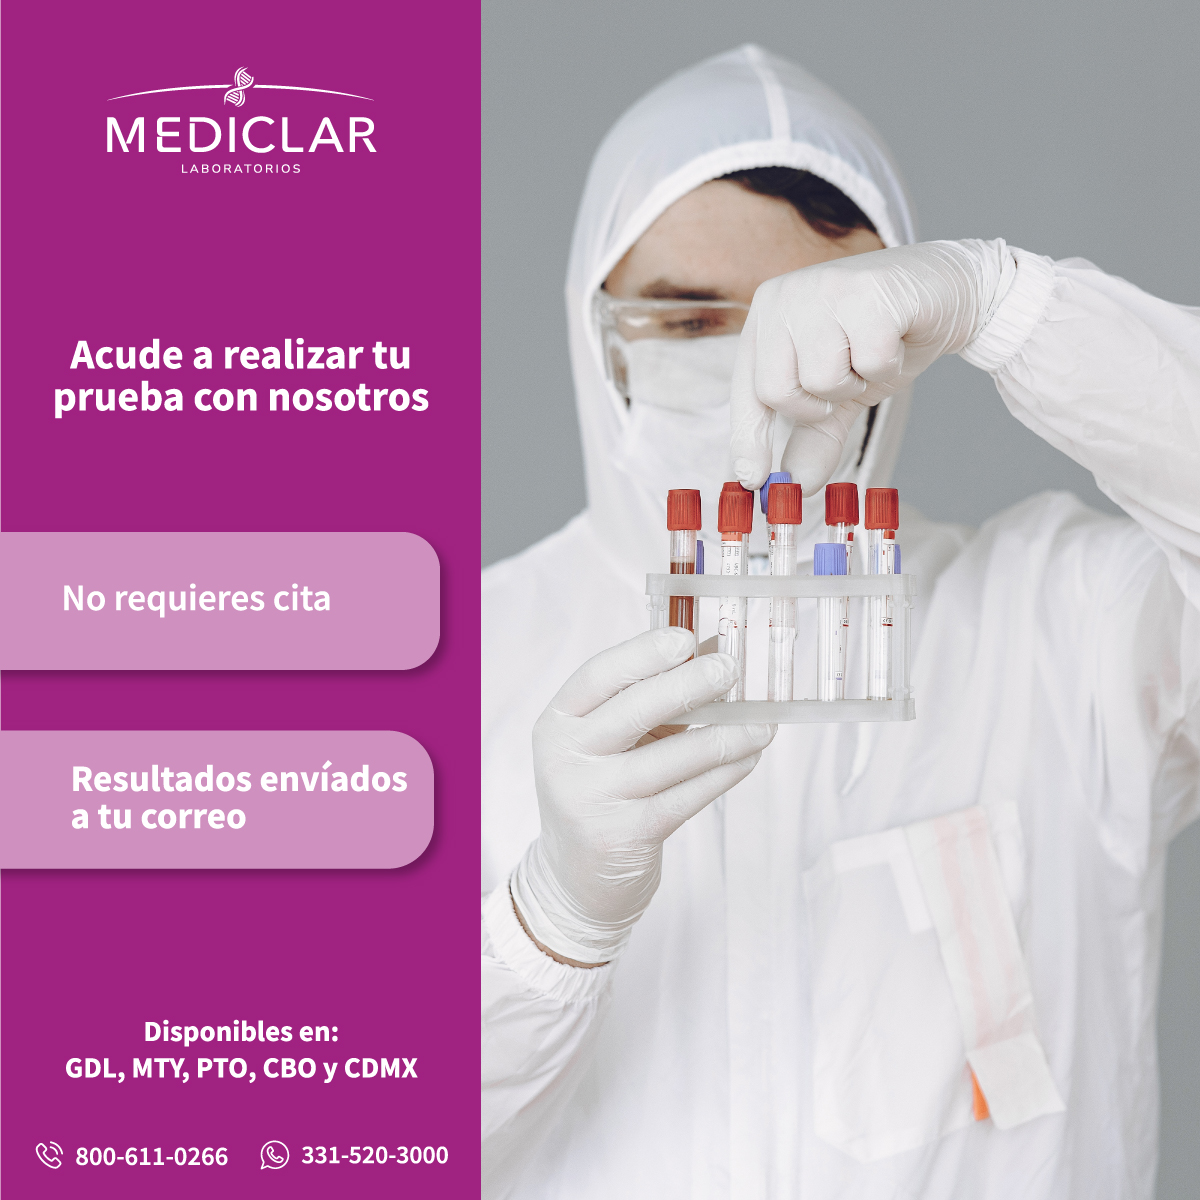 MEDICLAR
LABORATORIOS
Acude a realizar tu
prueba con nosotros
No requieres cita
Resultados envíados
a tu correo
Disponibles en:
GDL, MTY, PTO, CBO y CDMX
800-611-0266
331-520-3000